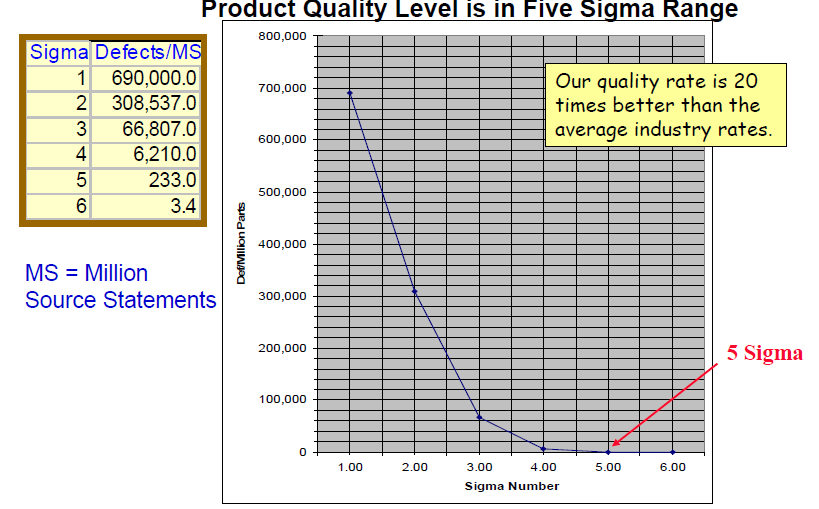 Product Quality Level is in Five Sigma Range
Sigma Defects/MS
1 690,000.0
2 308,537.0
3 66,807.0
4 6,210.0
5 233.0
6 3.4
MS = Million
Source Statements
800,000
700,000
600,000
500,000
400,000
300,000
200,000
100,000
0
Def/Million Parts
1.00 2.00 3.00 4.00 5.00 6.00
Sigma Number
Our quality rate is 20
times better than the
average industry rates.
5 Sigma